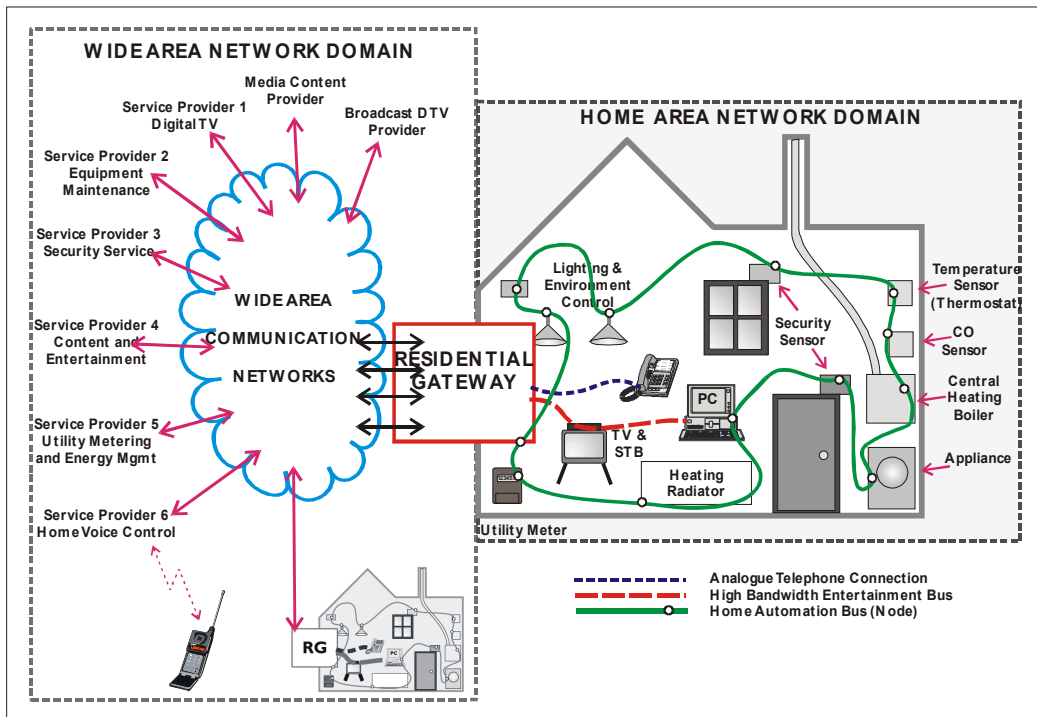 WIDE AREA NETWORK DOMAIN
Media Content
Provider
Service Provider 1
Digital TV
Broadcast DTV
Provider
Service Provider 2
Equipment
Maintenance
Service Provider 3
Security Service
WIDE AREA
COMMUNICATION
NETWORKS
Service Provider 4
Content and
Entertainment
Service Provider 5
Utility Metering
and Energy Mgmt
Service Provider 6
Home Voice Control
RESIDENTIAL
GATEWAY
RG
PC
HOME AREA NETWORK DOMAIN
Lighting &
Environment
Control
Security
Sensor
Temperature
Sensor
(Thermostat)
CO
Sensor
Central
Heating
Boiler
Appliance
PC
TV &
STB
Heating
Radiator
Utility Meter
Analogue Telephone Connection
High Bandwidth Entertainment Bus
Home Automation Bus (Node)